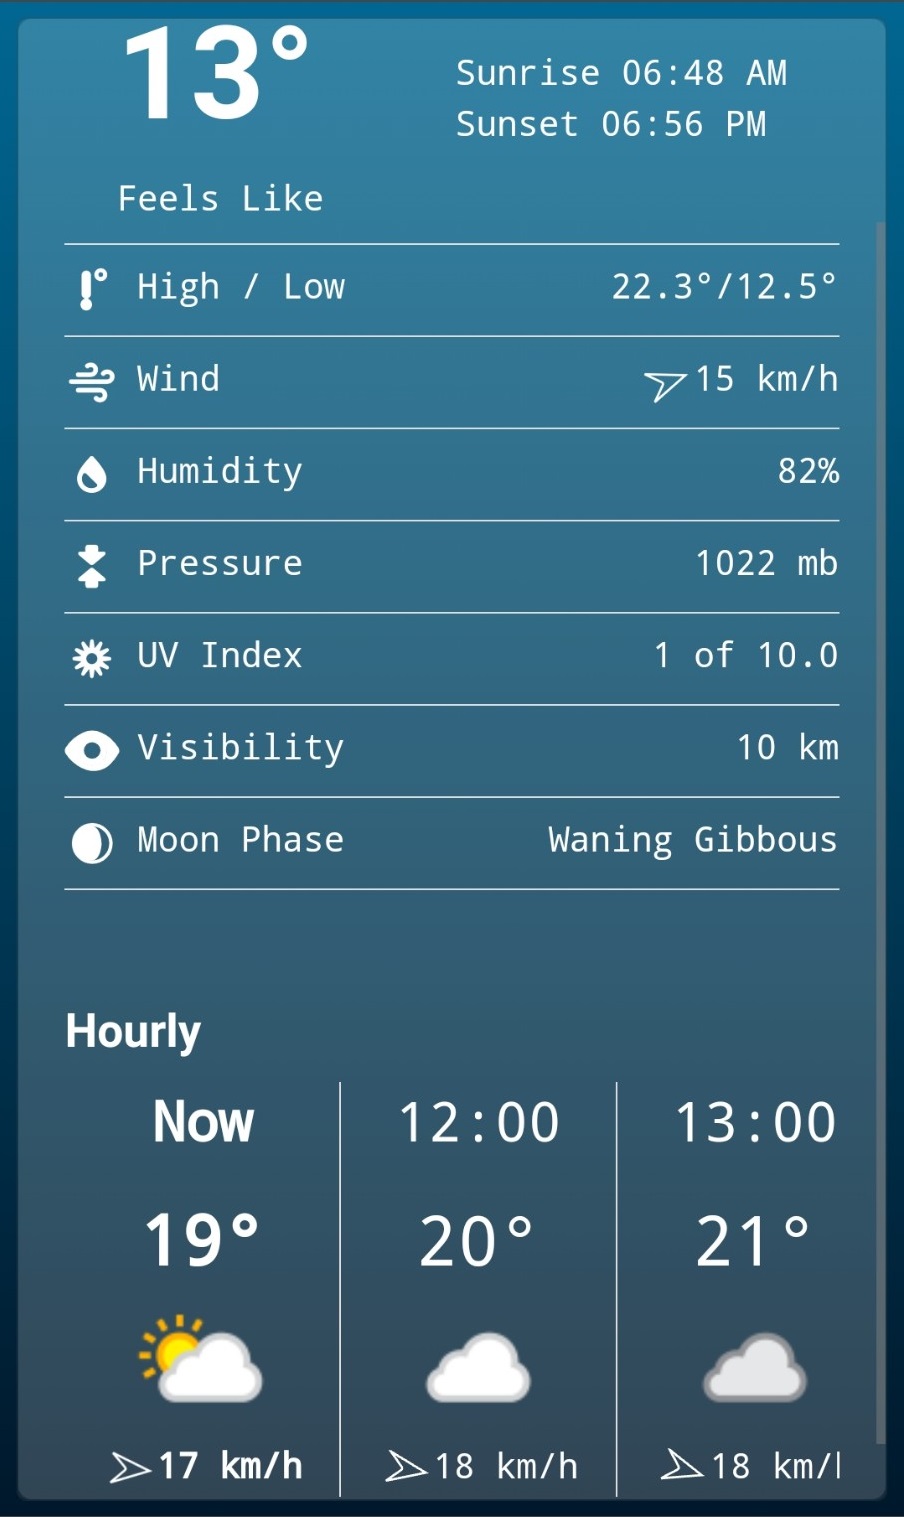 13°
Sunrise 06:48 AM
Sunset 06:56 PM
Feels Like
High / Low 22.3°/12.5°
Wind 15 km/h
Humidity 82%
Pressure 1022 mb
UV Index 1 of 10.0
Visibility 10 km
Moon Phase Waning Gibbous
Hourly
Now 12:00 13:00
19° 20° 21°
17 km/h 18 km/h 18 km/